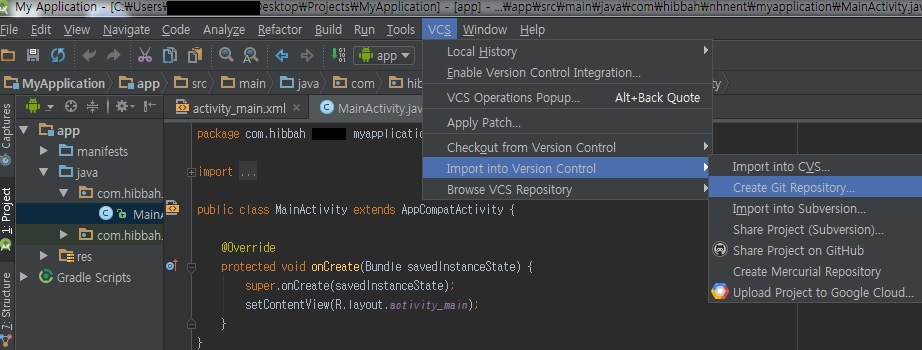 My Application - [C:₩Users₩ Desktop₩Projects₩MyApplication] - [app] - ...₩app₩src₩main₩java₩com₩hibbah₩nhnent₩myapplication₩MainActivity.jav
File Edit View Navigate Code Analyze Refactor Build Run Tools VCS Window Help
app
MyApplication app src main java com hib
activity_main.xml MainActivity.jav
Captures
1: Project
7: Structure
app
manifests
java
com.hibbah.
MainA
com.hibbah.
res
Gradle Scripts
package com.hibbah myapplication
import ...
public class MainActivity extends AppCompatActivity {
@Override
protected void onCreate(Bundle savedInstanceState) {
super.onCreate(savedInstanceState);
setContentView(R.layout.activity_main);
}
}
Local History
Enable Version Control Integration...
VCS Operations Popup... Alt+Back Quote
Apply Patch...
Checkout from Version Control
Import into Version Control
Browse VCS Repository
Import into CVS...
Create Git Repository...
Import into Subversion...
Share Project (Subversion)...
Share Project on GitHub
Create Mercurial Repository
Upload Project to Google Cloud...